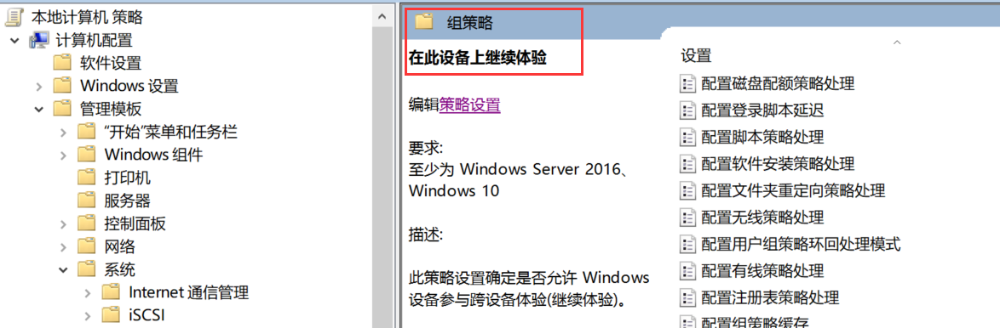 本地计算机 策略
计算机配置
软件设置
Windows 设置
管理模板
“开始”菜单和任务栏
Windows 组件
打印机
服务器
控制面板
网络
系统
Internet 通信管理
iSCSI
组策略
在此设备上继续体验
编辑策略设置
要求:
至少为 Windows Server 2016、
Windows 10
描述:
此策略设置确定是否允许 Windows
设备参与跨设备体验(继续体验)。
设置
配置磁盘配额策略处理
配置登录脚本延迟
配置脚本策略处理
配置软件安装策略处理
配置文件夹重定向策略处理
配置无线策略处理
配置用户组策略环回处理模式
配置有线策略处理
配置注册表策略处理
配置组策略缓存